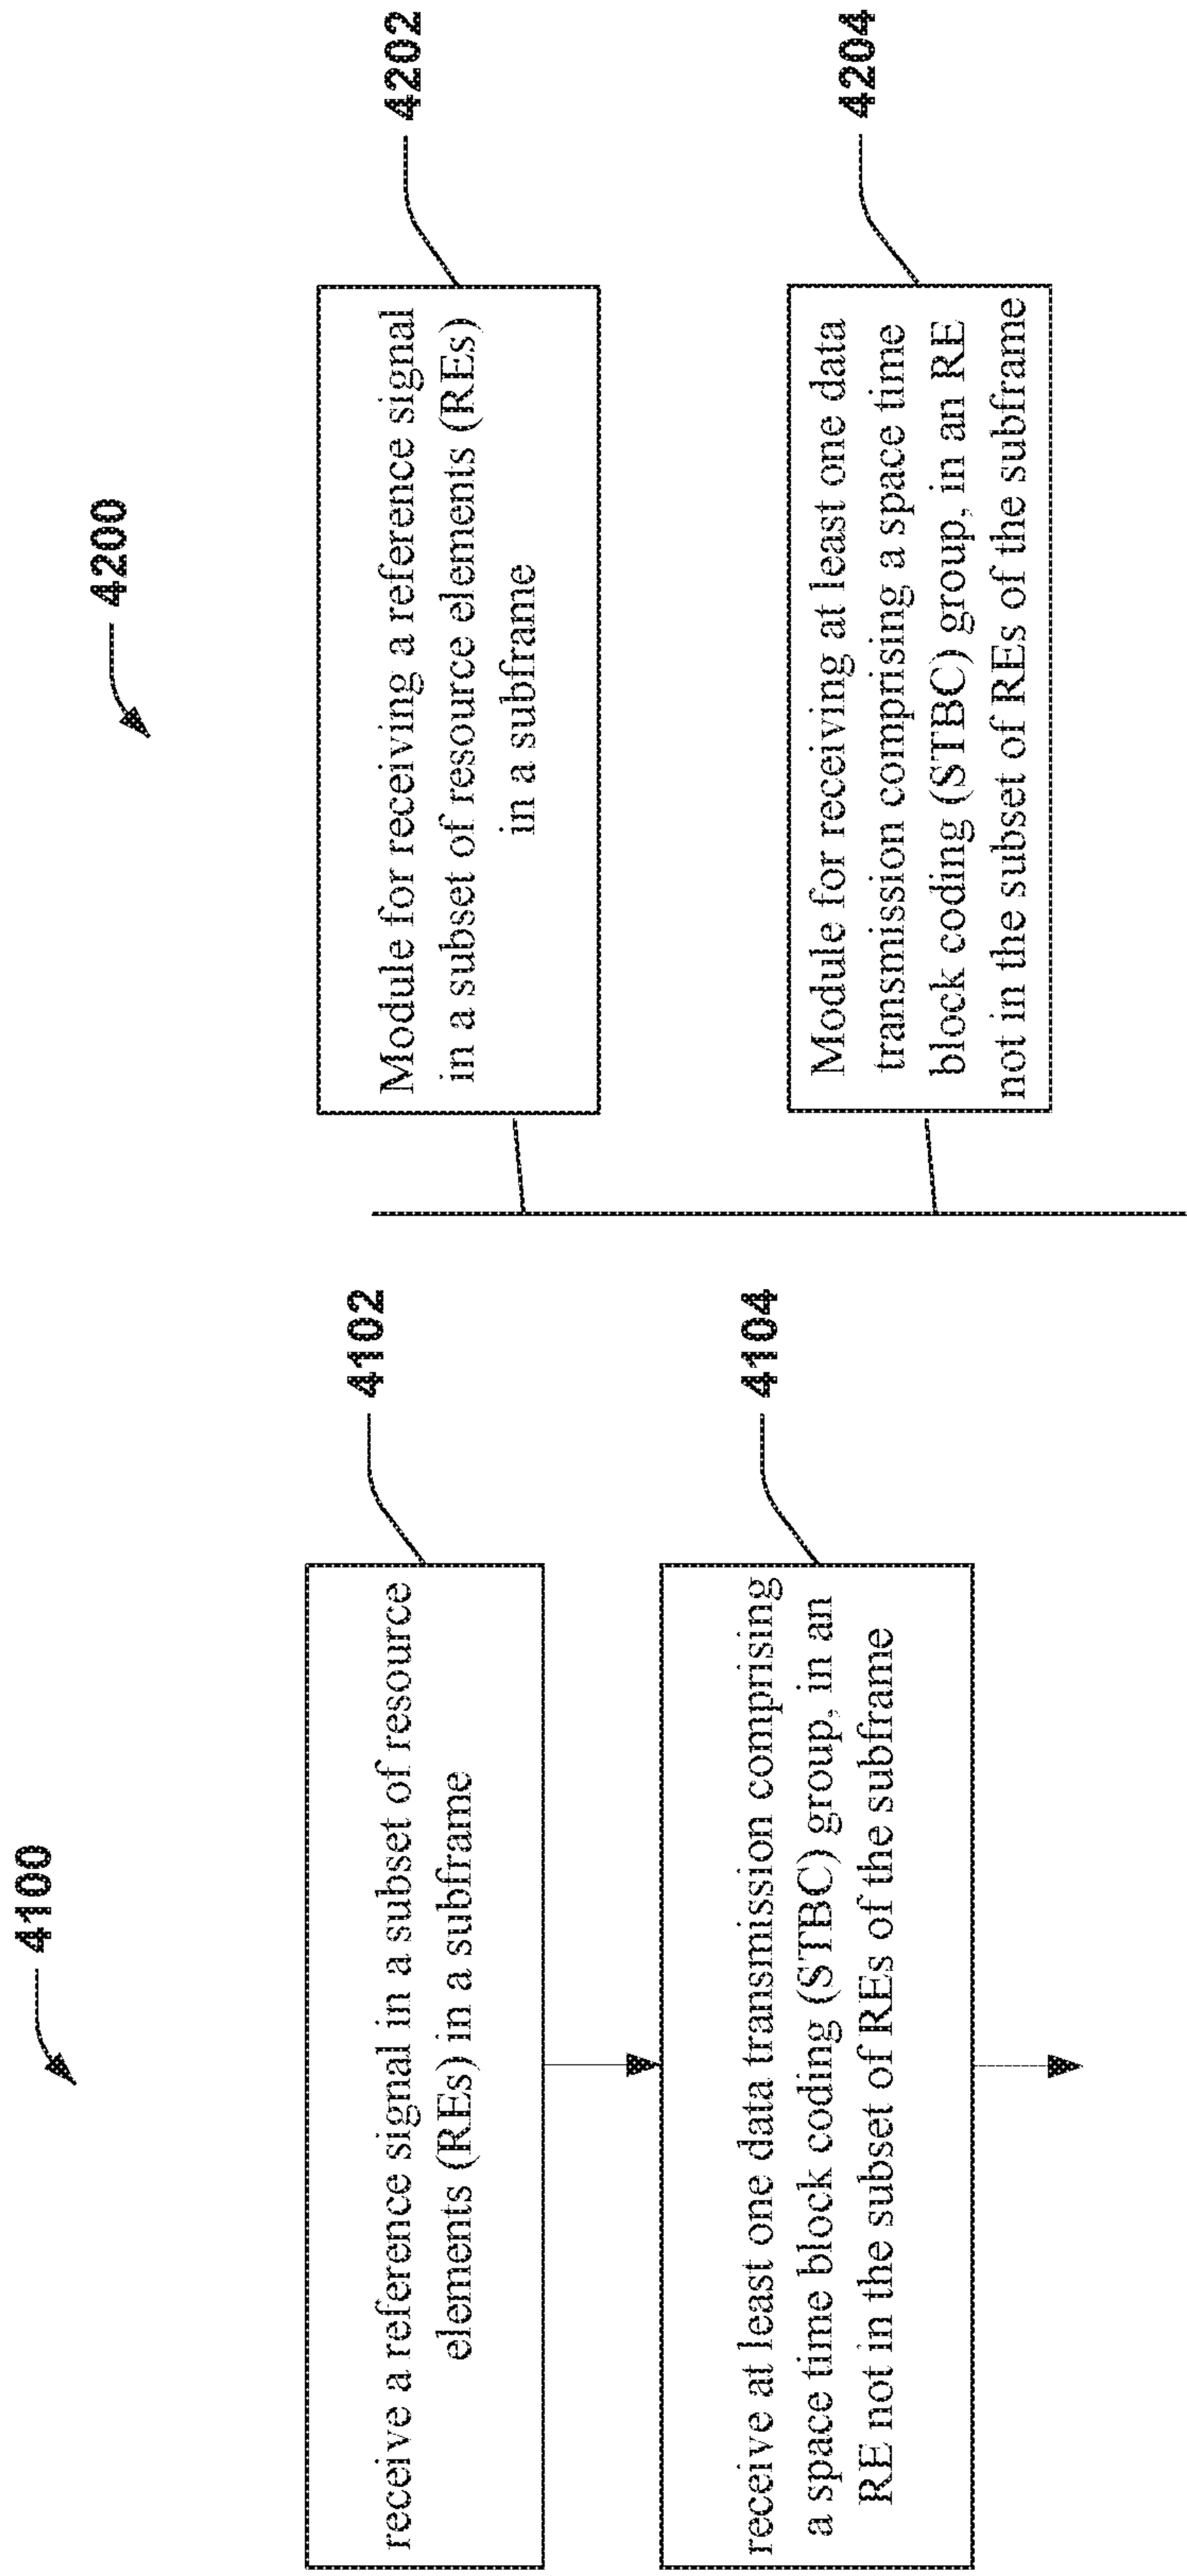 4100
receive a reference signal in a subset of resource
elements (REs) in a subframe
4102
receive at least one data transmission comprising
a space time block coding (STBC) group, in an
RE not in the subset of REs of the subframe
4104
4200
Module for receiving a reference signal
in a subset of resource elements (REs)
in a subframe
4202
Module for receiving at least one data
transmission comprising a space time
block coding (STBC) group, in an RE
not in the subset of REs of the subframe
4204